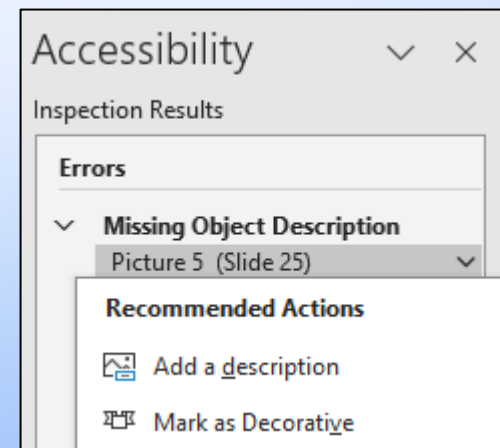 Accessibility
Inspection Results
Errors
Missing Object Description
Picture 5 (Slide 25)
Recommended Actions
Add a description
Mark as Decorative